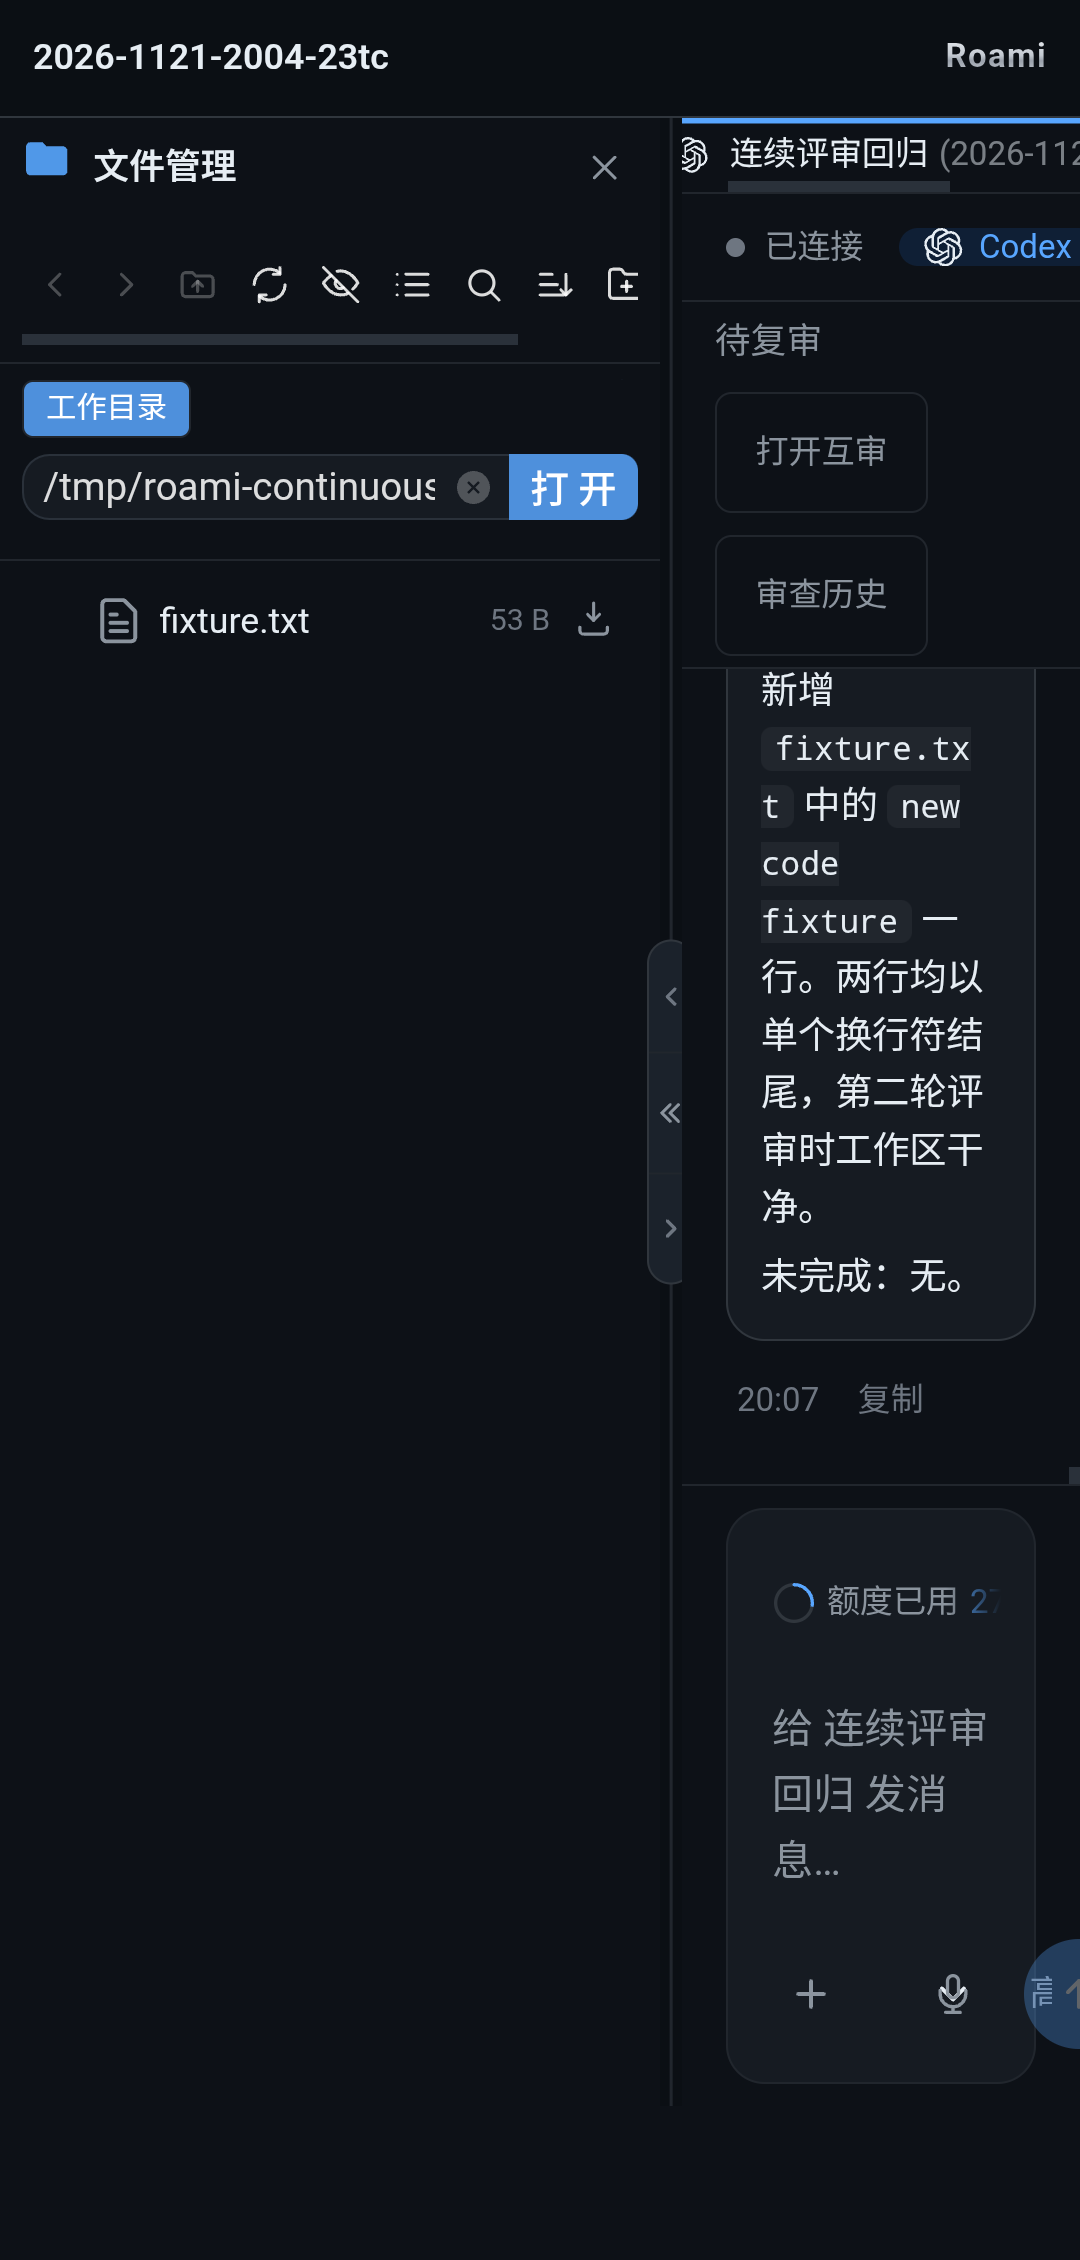 2026-1121-2004-23tc
Roami
文件管理
工作目录
/tmp/roami-continuous
打 开
fixture.txt
53 B
连续评审回归 (2026-112
已连接
Codex
待复审
打开互审
审查历史
新增
fixture.tx
t 中的 new
code
fixture 一
行。两行均以
单个换行符结
尾，第二轮评
审时工作区干
净。
未完成：无。
20:07 复制
额度已用 27
给 连续评审
回归 发消
息...
高